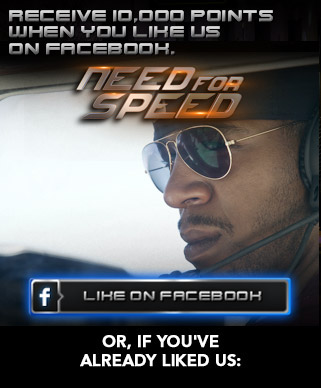 RECEIVE 10,000 POINTS
WHEN YOU LIKE US
ON FACEBOOK.
NEED FOR
SPEED
f LIKE ON FACEBOOK
OR, IF YOU'VE
ALREADY LIKED US: